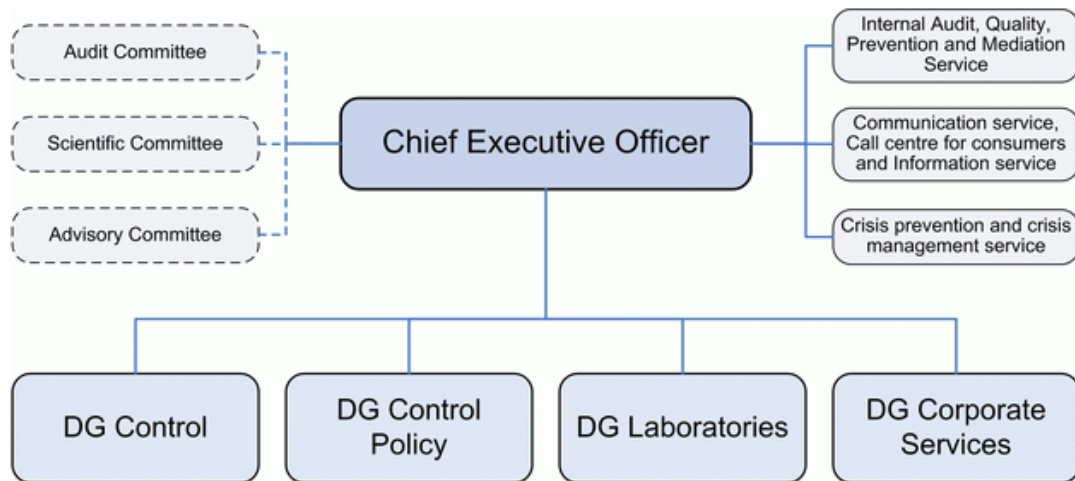 Audit Committee
Scientific Committee
Advisory Committee
Chief Executive Officer
Internal Audit, Quality,
Prevention and Mediation
Service
Communication service,
Call centre for consumers
and Information service
Crisis prevention and crisis
management service
DG Control
DG Control
Policy
DG Laboratories
DG Corporate
Services